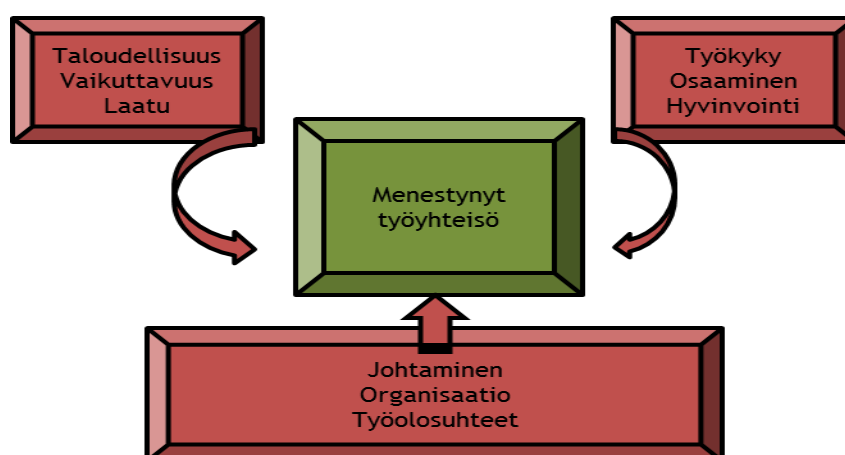 Taloudellisuus
Vaikuttavuus
Laatu
Työkyky
Osaaminen
Hyvinvointi
Menestynyt
työyhteisö
Johtaminen
Organisaatio
Työolosuhteet